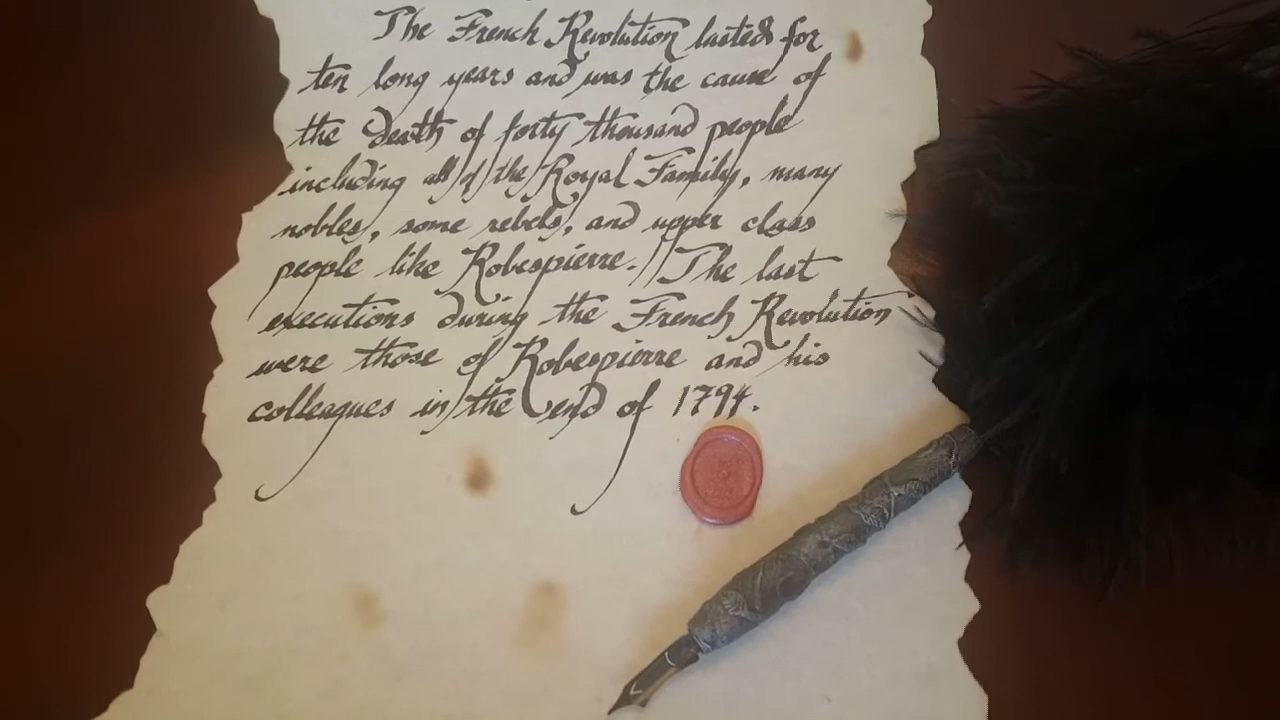 The French Revolution lasted for
ten long years and was the cause of
the death of forty thousand people
including all of the Royal Family, many
nobles, some rebels, and upper class
people like Robespierre. The last
executions during the French Revolution
were those of Robespierre and his
colleagues in the end of 1794.